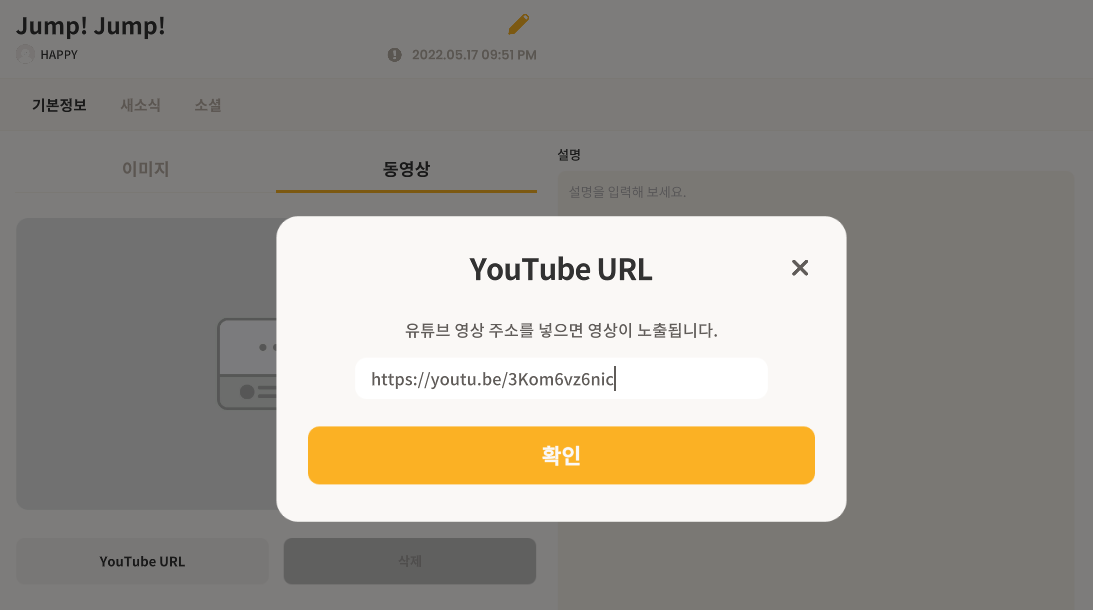 Jump! Jump!
HAPPY
2022.05.17 09:51 PM
기본정보 새소식 소셜
이미지 동영상
설명
설명을 입력해 보세요.
YouTube URL
유튜브 영상 주소를 넣으면 영상이 노출됩니다.
https://youtu.be/3Kom6vz6nic
확인
YouTube URL 삭제